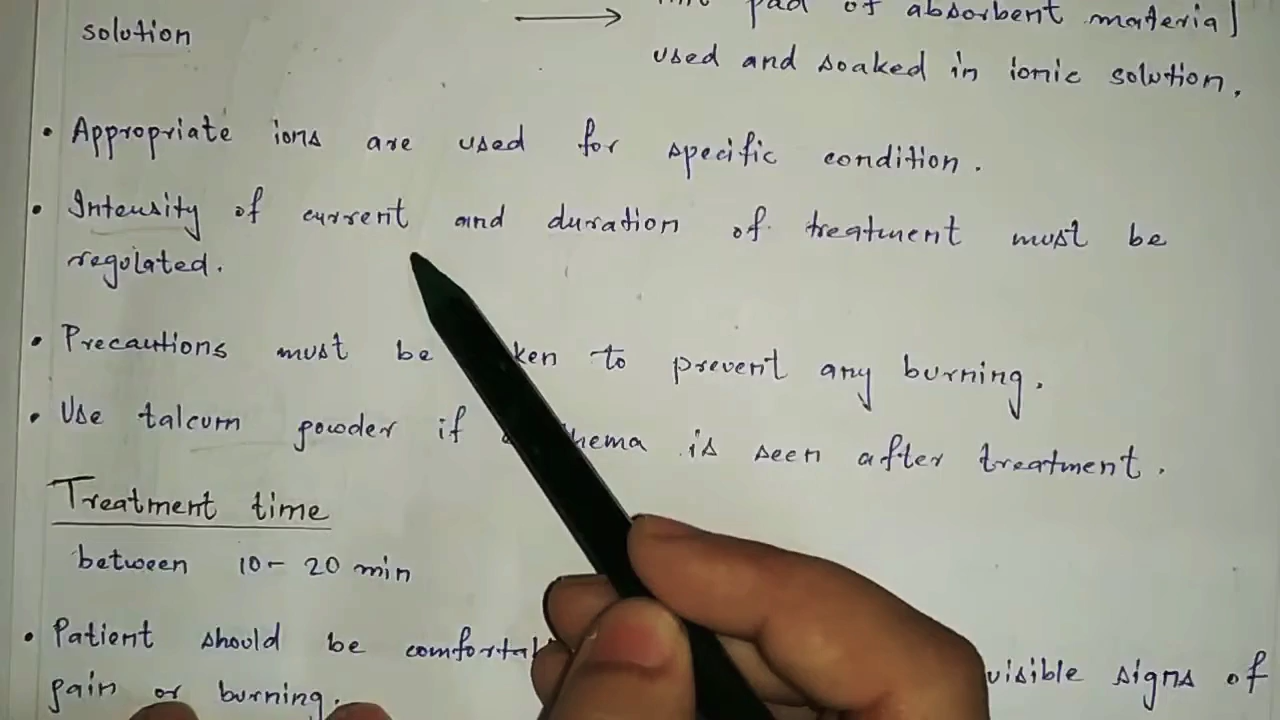 solution
→ pad of absorbent material
used and soaked in ionic solution.
• Appropriate ions are used for specific condition.
• Intensity of current and duration of treatment must be
regulated.
• Precautions must be ken to prevent any burning.
• Use talcum powder if hema is seen after treatment.
Treatment time
between 10- 20 min
• Patient should be comfortab visible signs of
pain or burning.